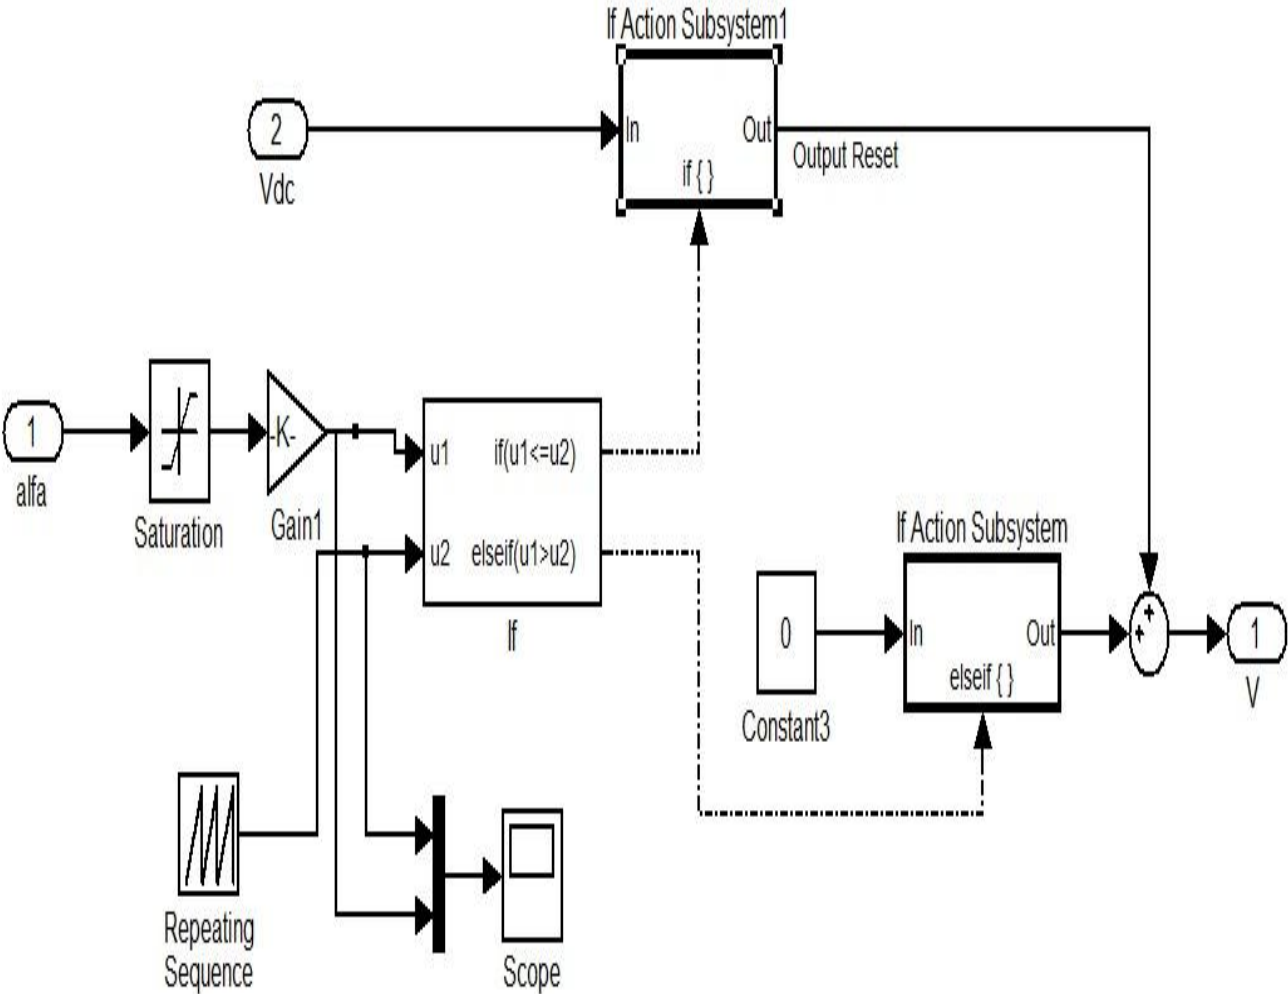 If Action Subsystem1
2
In
Out
if { }
Output Reset
Vdc
1
alfa
Saturation
-K-
Gain1
u1
if(u1<=u2)
u2
elseif(u1>u2)
If
If Action Subsystem
0
Constant3
In
Out
elseif { }
+
+
1
V
Repeating
Sequence
Scope